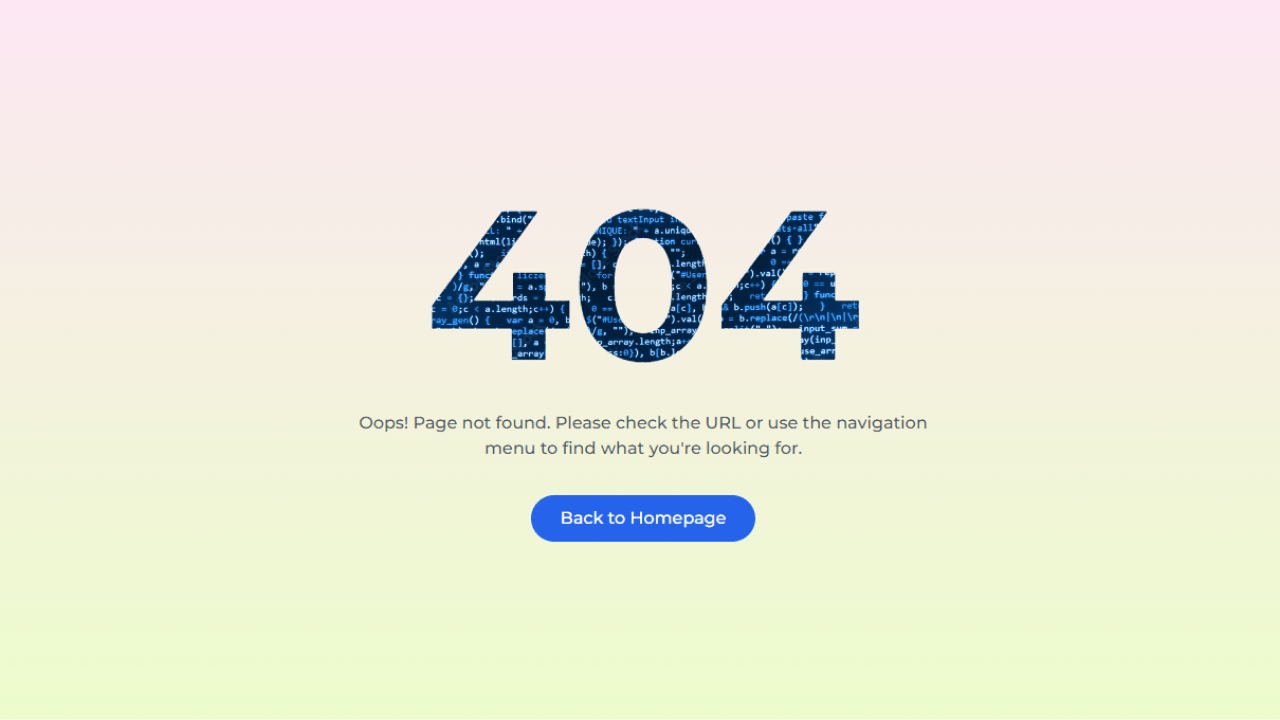 404
Oops! Page not found. Please check the URL or use the navigation
menu to find what you're looking for.
Back to Homepage